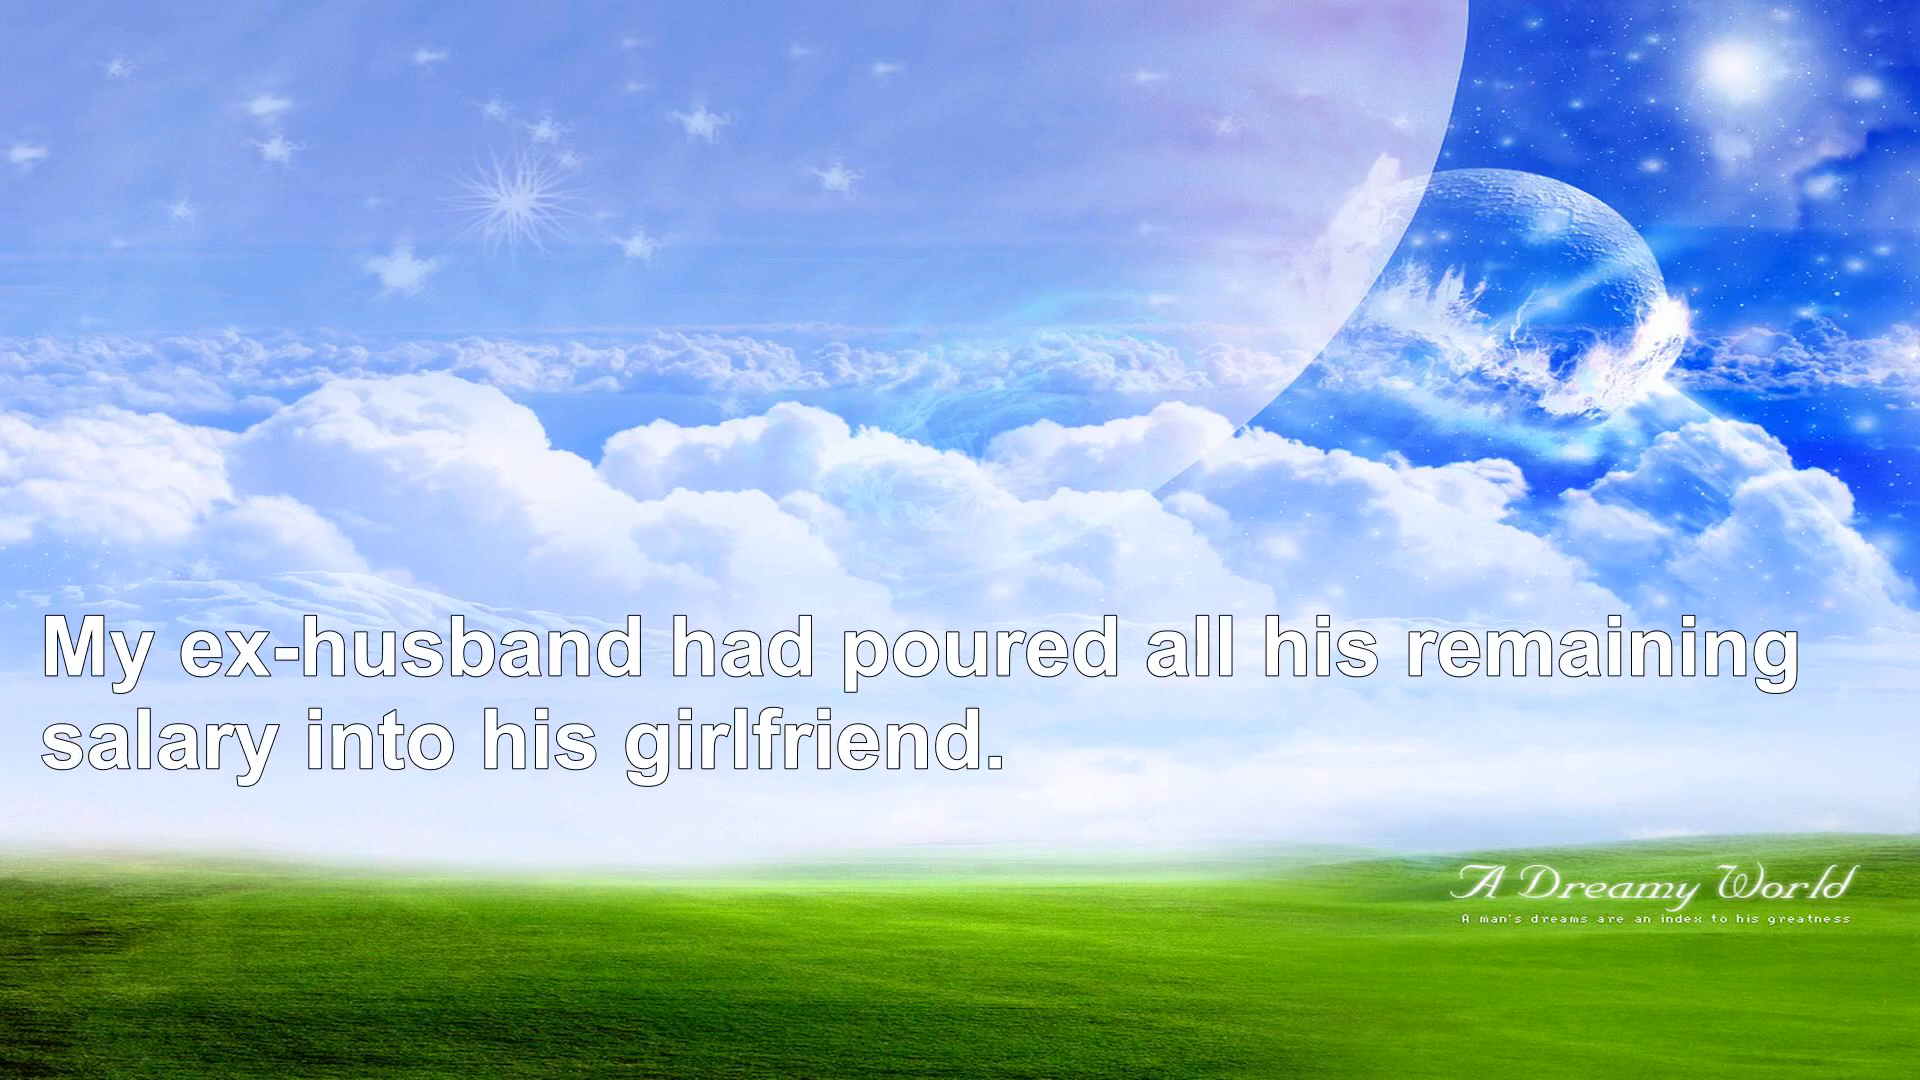 My ex-husband had poured all his remaining
salary into his girlfriend.
A Dreamy World
A man's dreams are an index to his greatness